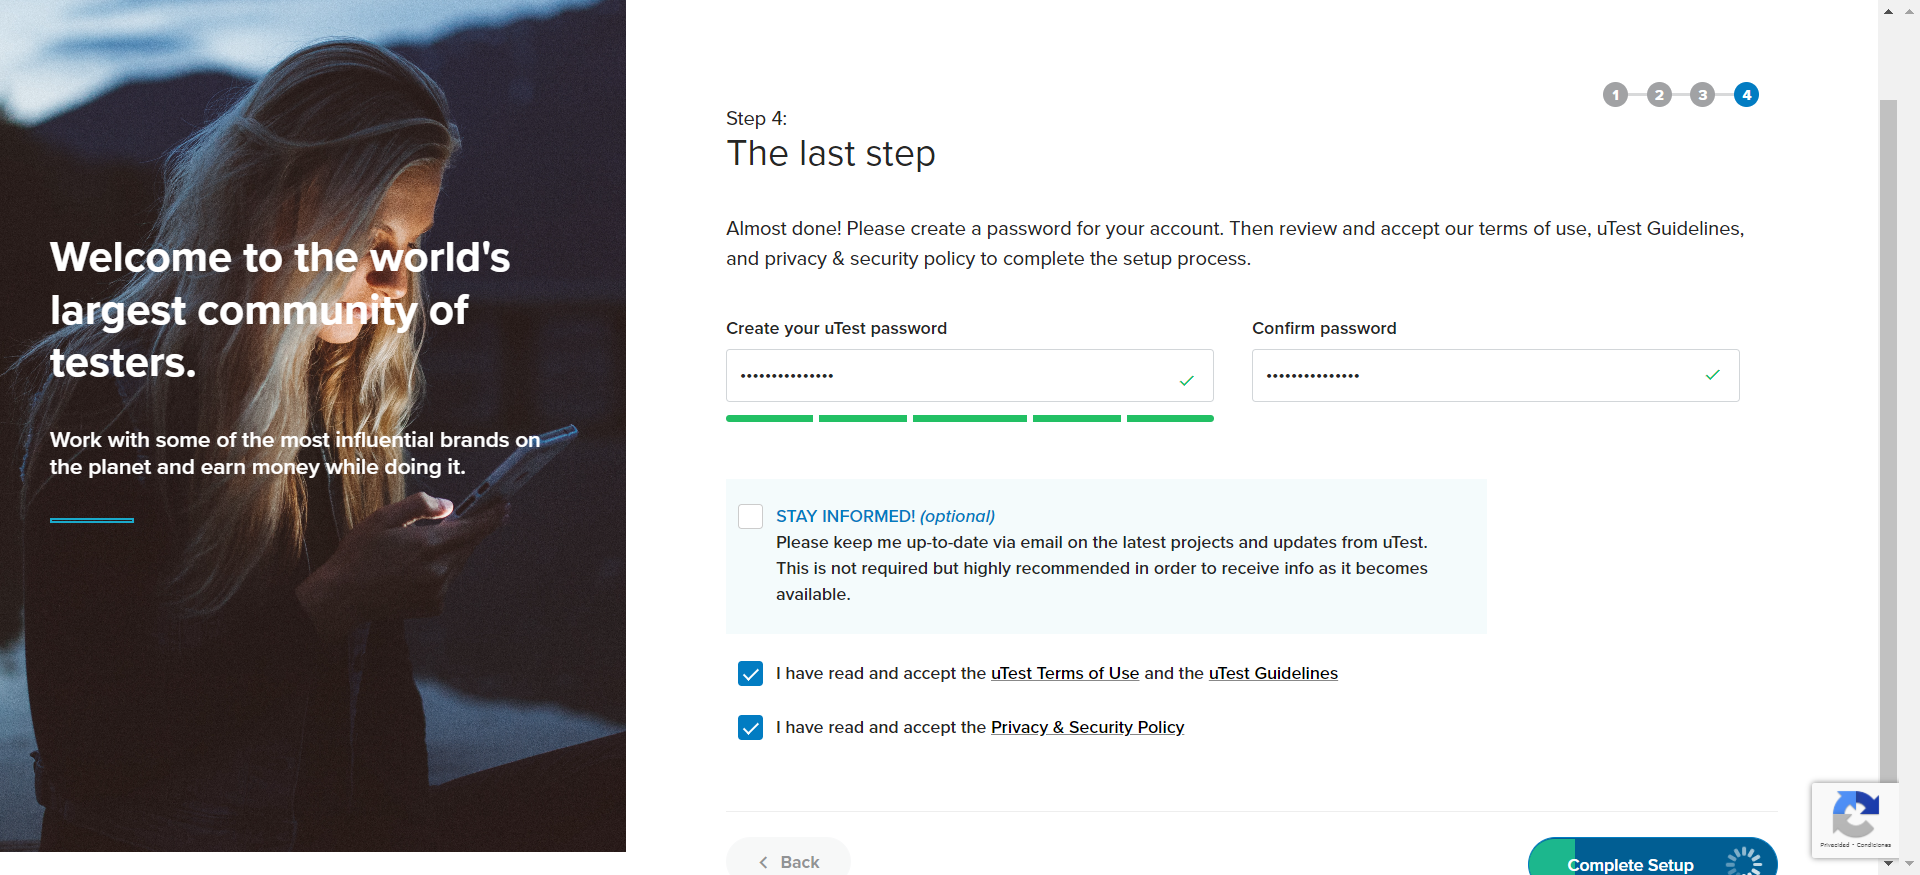 Welcome to the world's
largest community of
testers.
Work with some of the most influential brands on
the planet and earn money while doing it.
1 2 3 4
Step 4:
The last step
Almost done! Please create a password for your account. Then review and accept our terms of use, uTest Guidelines,
and privacy & security policy to complete the setup process.
Create your uTest password
Confirm password
•••••••••••••••
•••••••••••••••
STAY INFORMED! (optional)
Please keep me up-to-date via email on the latest projects and updates from uTest.
This is not required but highly recommended in order to receive info as it becomes
available.
I have read and accept the uTest Terms of Use and the uTest Guidelines
I have read and accept the Privacy & Security Policy
Back
Complete Setup
Privacidad - Condiciones